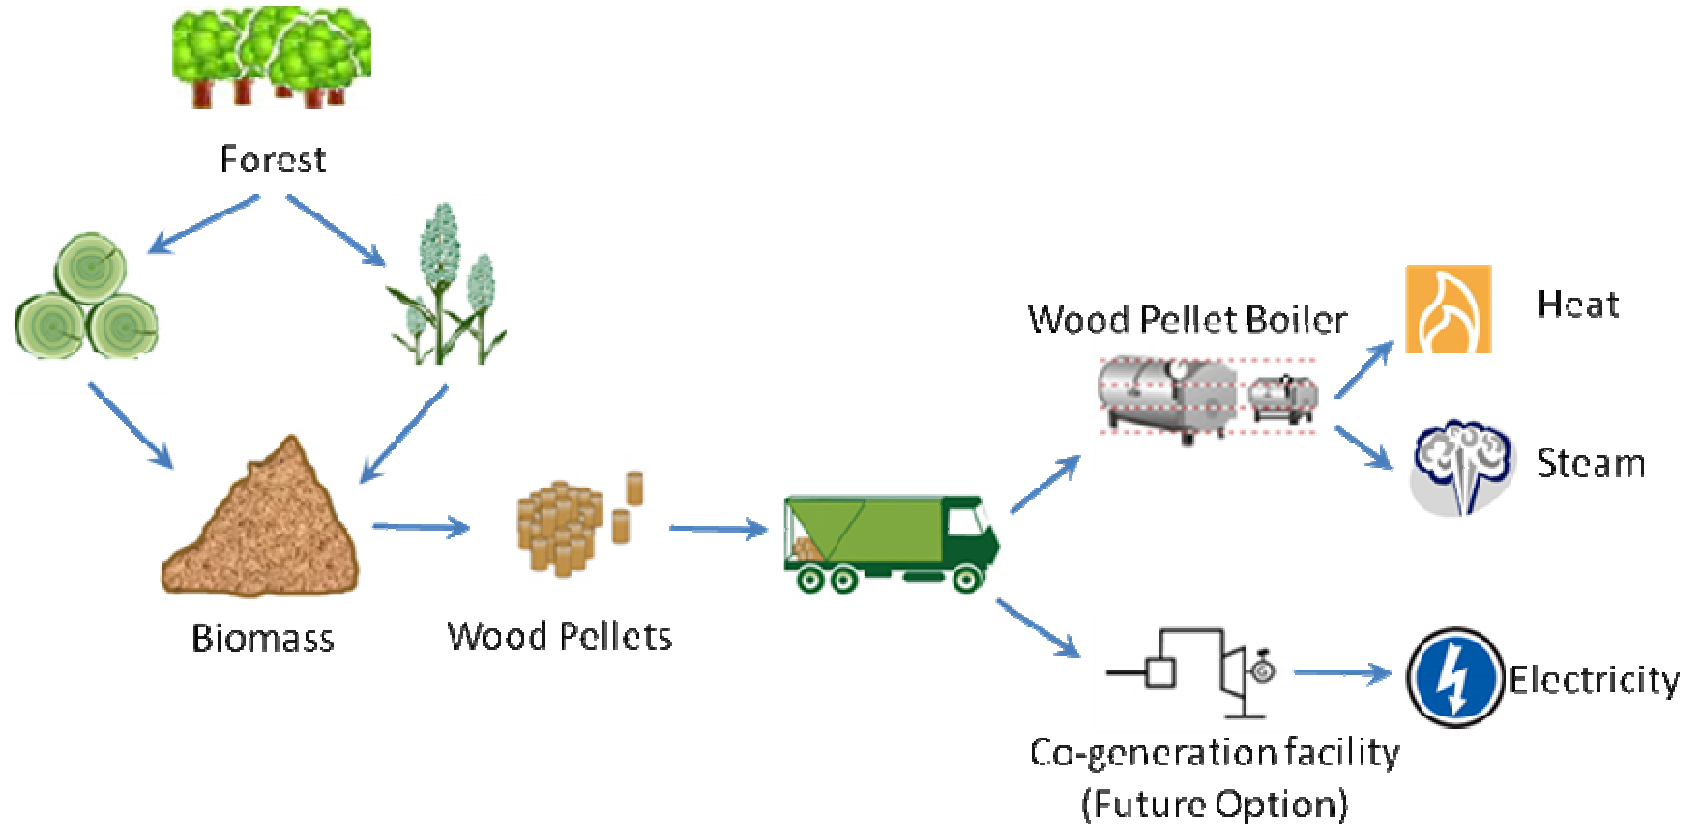 Forest
Wood Pellet Boiler
Heat
Steam
Biomass
Wood Pellets
Electricity
Co-generation facility
(Future Option)